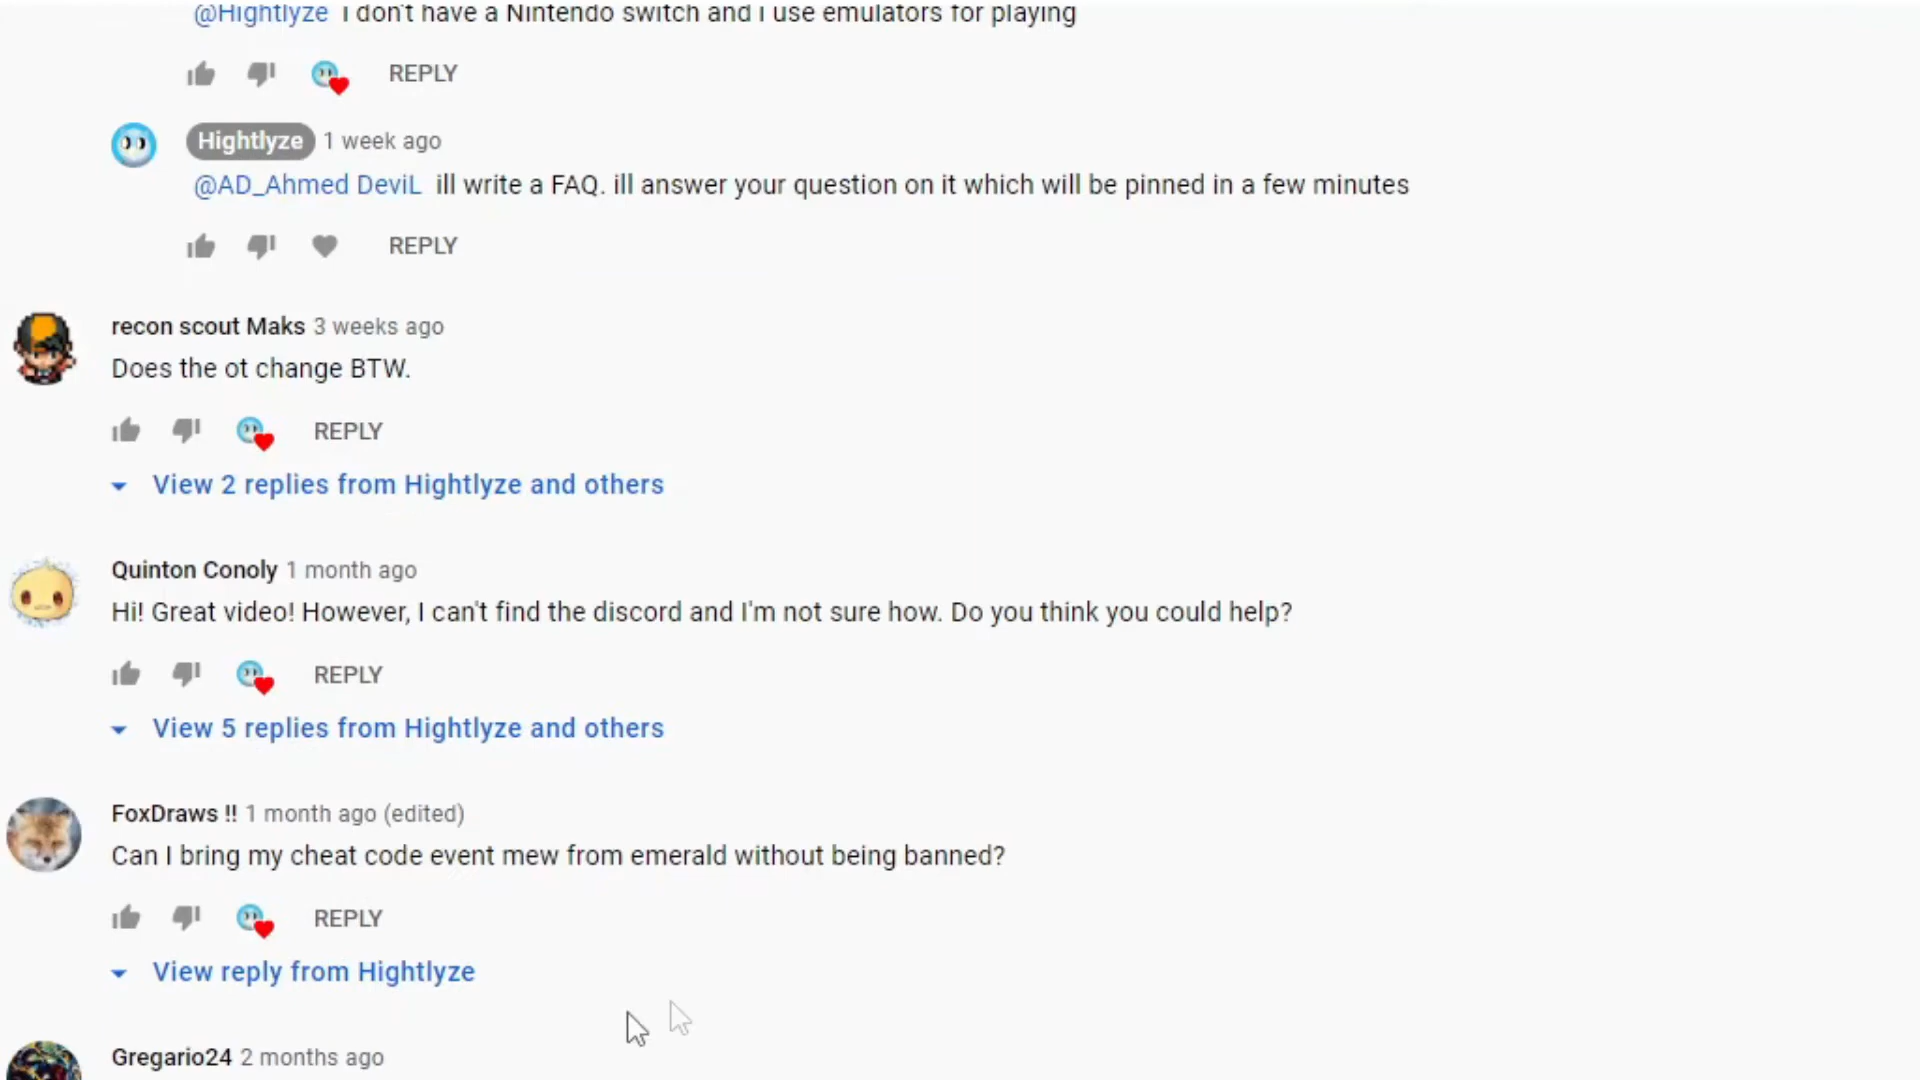 @Hightlyze i don't have a Nintendo switch and i use emulators for playing
REPLY
Hightlyze 1 week ago
@AD_Ahmed DeviL ill write a FAQ. ill answer your question on it which will be pinned in a few minutes
REPLY
recon scout Maks 3 weeks ago
Does the ot change BTW.
REPLY
View 2 replies from Hightlyze and others
Quinton Conoly 1 month ago
Hi! Great video! However, I can't find the discord and I'm not sure how. Do you think you could help?
REPLY
View 5 replies from Hightlyze and others
FoxDraws !! 1 month ago (edited)
Can I bring my cheat code event mew from emerald without being banned?
REPLY
View reply from Hightlyze
Gregario24 2 months ago